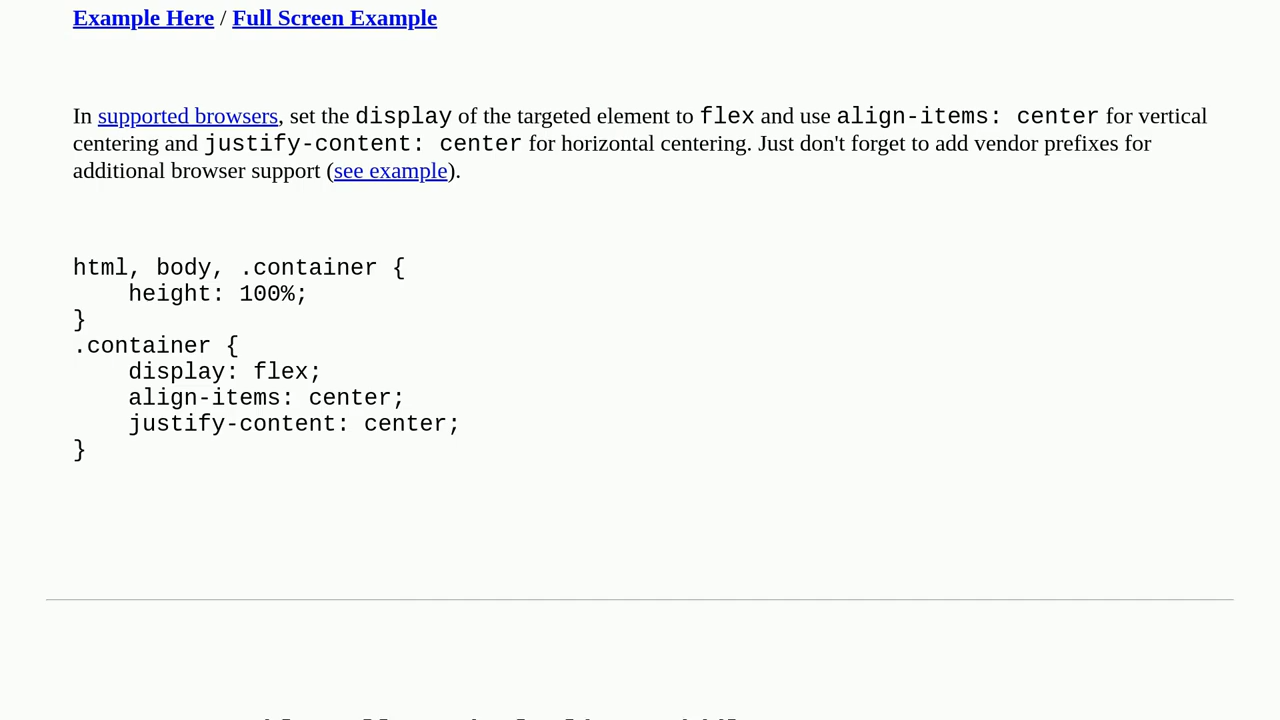 Example Here / Full Screen Example
In supported browsers, set the display of the targeted element to flex and use align-items: center for vertical
centering and justify-content: center for horizontal centering. Just don't forget to add vendor prefixes for
additional browser support (see example).
html, body, .container {
    height: 100%;
}
.container {
    display: flex;
    align-items: center;
    justify-content: center;
}